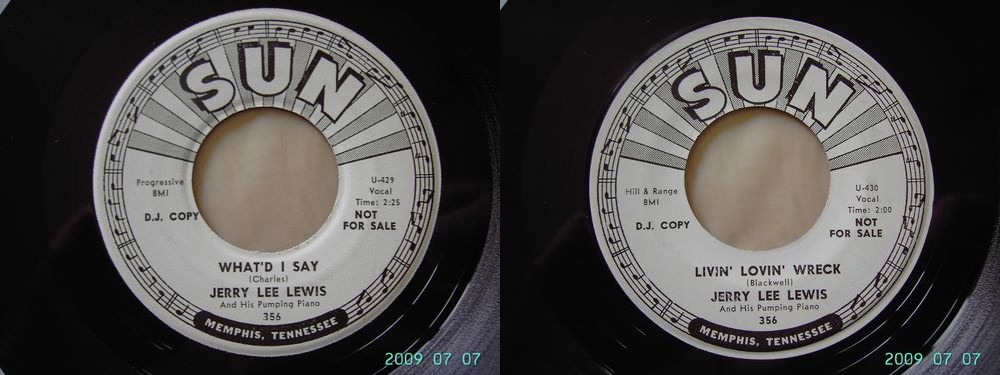 SUN
Progressive
BMI
D.J. COPY
U-429
Vocal
Time: 2:25
NOT
FOR SALE
WHAT'D I SAY
(Charles)
JERRY LEE LEWIS
And His Pumping Piano
356
MEMPHIS, TENNESSEE
2009 07 07
SUN
Hill & Range
BMI
D.J. COPY
U-430
Vocal
Time: 2:00
NOT
FOR SALE
LIVIN' LOVIN' WRECK
(Blackwell)
JERRY LEE LEWIS
And His Pumping Piano
356
MEMPHIS, TENNESSEE
2009 07 07